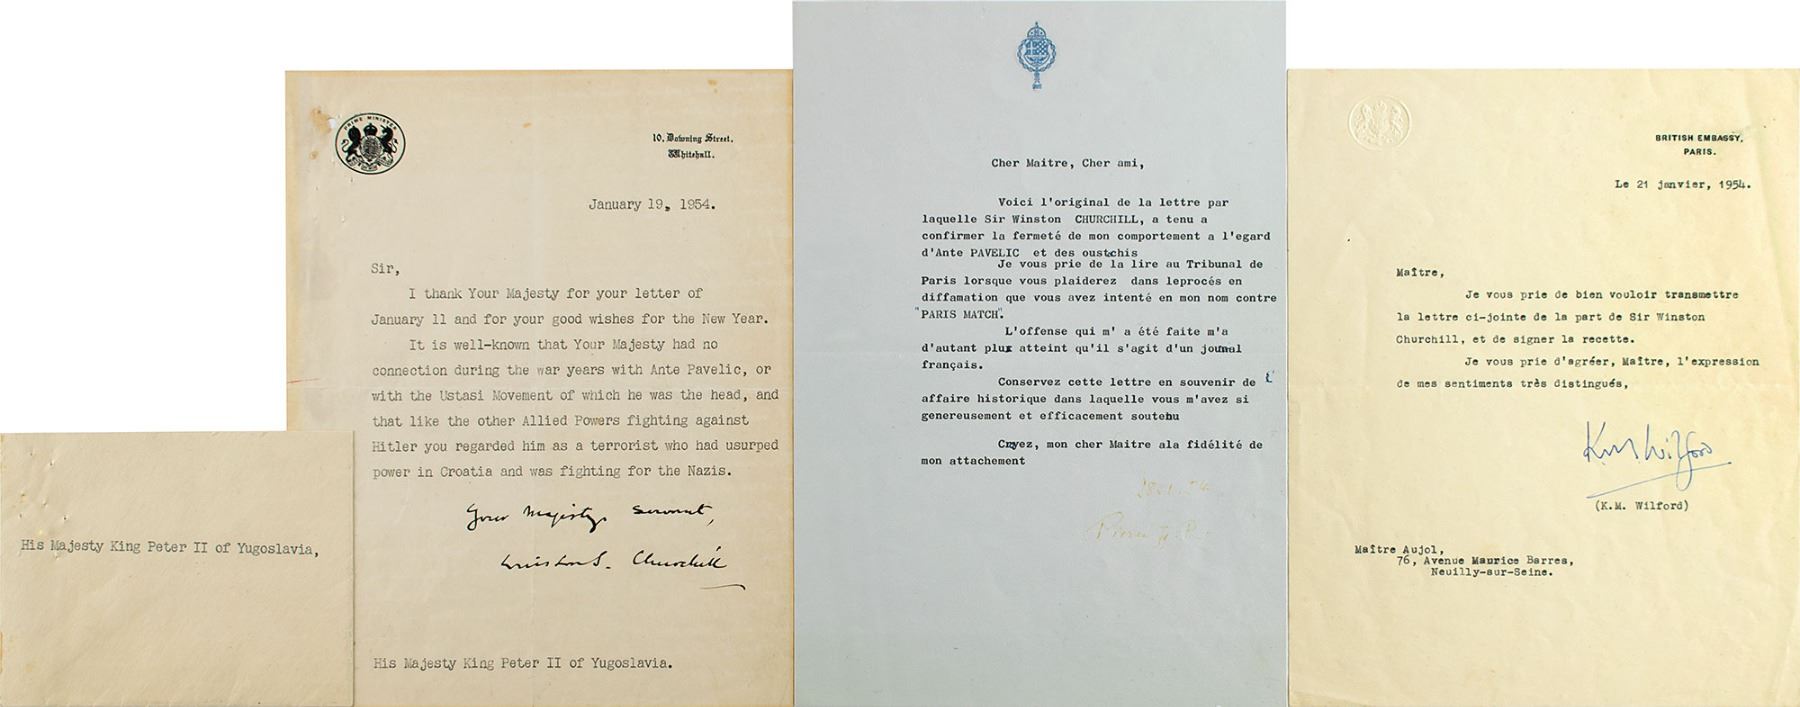 His Majesty King Peter II of Yugoslavia,
PRIME MINISTER
10, Downing Street,
Whitehall.
January 19, 1954.
Sir,
I thank Your Majesty for your letter of
January 11 and for your good wishes for the New Year.
It is well-known that Your Majesty had no
connection during the war years with Ante Pavelic, or
with the Ustasi Movement of which he was the head, and
that like the other Allied Powers fighting against
Hitler you regarded him as a terrorist who had usurped
power in Croatia and was fighting for the Nazis.
Your Majesty's servant,
Winston S. Churchill
His Majesty King Peter II of Yugoslavia.
Cher Maitre, Cher ami,
Voici l'original de la lettre par
laquelle Sir Winston CHURCHILL, a tenu a
confirmer la fermeté de mon comportement a l'egard
d'Ante PAVELIC et des oustachis
Je vous prie de la lire au Tribunal de
Paris lorsque vous plaiderez dans leprocés en
diffamation que vous avez intenté en mon nom contre
"PARIS MATCH".
L'offense qui m' a été faite m'a
d'autant plus atteint qu'il s'agit d'un journal
français.
Conservez cette lettre en souvenir de l'
affaire historique dans laquelle vous m'avez si
genereusement et efficacement soutenu
Croyez, mon cher Maitre ala fidélité de
mon attachement
BRITISH EMBASSY,
PARIS.
Le 21 janvier, 1954.
Maître,
Je vous prie de bien vouloir transmettre
la lettre ci-jointe de la part de Sir Winston
Churchill, et de signer la recette.
Je vous prie d'agréer, Maître, l'expression
de mes sentiments très distingués,
KM Wilford
(K.M. Wilford)
Maître Aujol,
76, Avenue Maurice Barres,
Neuilly-sur-Seine.